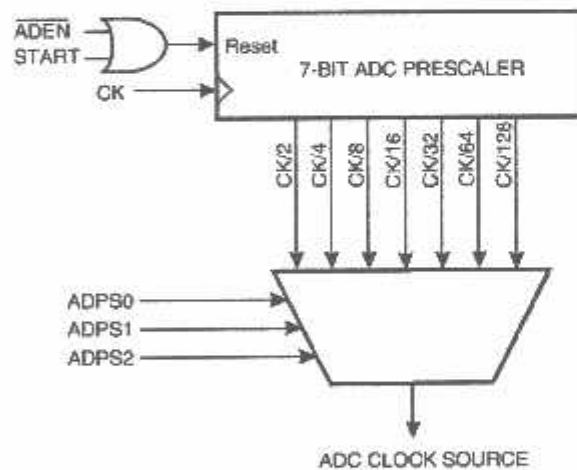 ADEN
START
Reset
7-BIT ADC PRESCALER
CK
CK/2
CK/4
CK/8
CK/16
CK/32
CK/64
CK/128
ADPS0
ADPS1
ADPS2
ADC CLOCK SOURCE